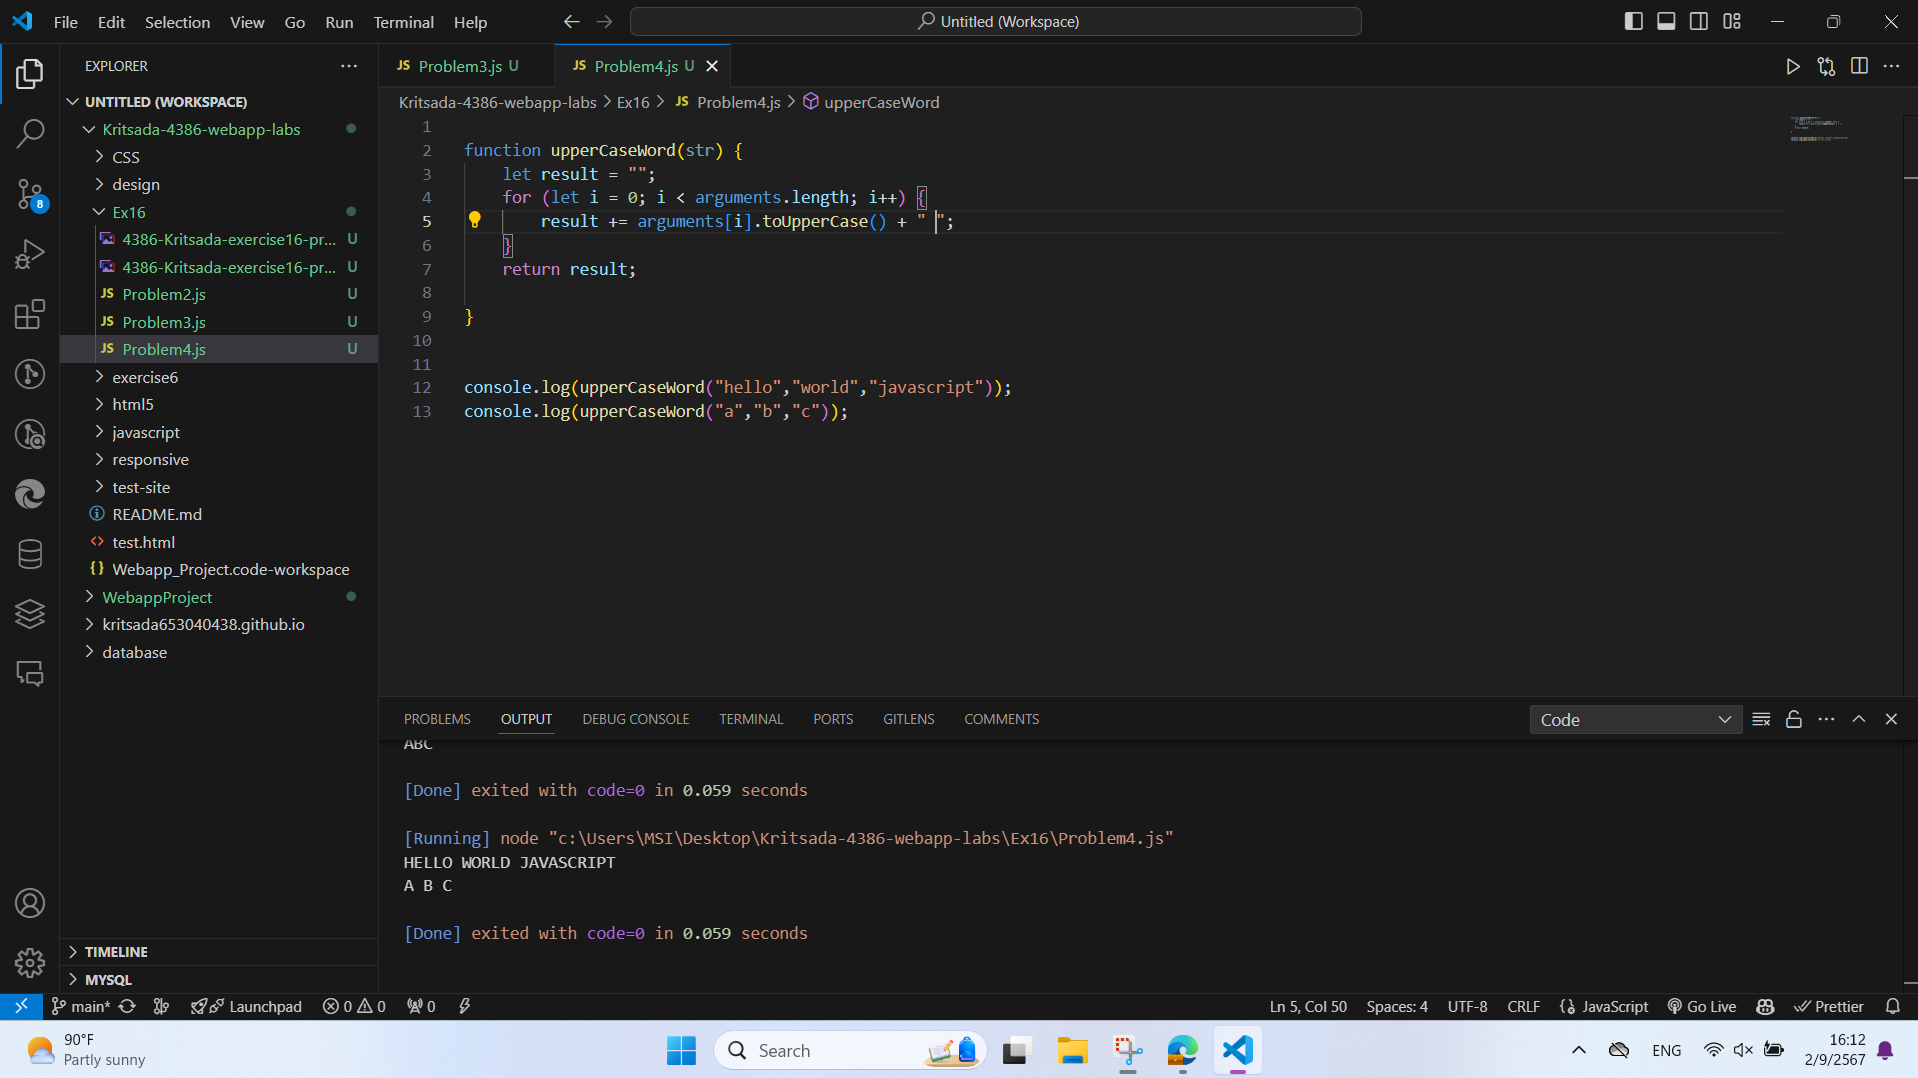 File Edit Selection View Go Run Terminal Help
Untitled (Workspace)
EXPLORER
UNTITLED (WORKSPACE)
Kritsada-4386-webapp-labs
CSS
design
Ex16
4386-Kritsada-exercise16-pr... U
4386-Kritsada-exercise16-pr... U
JS Problem2.js U
JS Problem3.js U
JS Problem4.js U
exercise6
html5
javascript
responsive
test-site
README.md
test.html
Webapp_Project.code-workspace
WebappProject
kritsada653040438.github.io
database
TIMELINE
MYSQL
8
JS Problem3.js U
JS Problem4.js U
Kritsada-4386-webapp-labs > Ex16 > JS Problem4.js > upperCaseWord
1
2 function upperCaseWord(str) {
3 let result = "";
4 for (let i = 0; i < arguments.length; i++) {
5 result += arguments[i].toUpperCase() + " ";
6 }
7 return result;
8
9 }
10
11
12 console.log(upperCaseWord("hello","world","javascript"));
13 console.log(upperCaseWord("a","b","c"));
PROBLEMS OUTPUT DEBUG CONSOLE TERMINAL PORTS GITLENS COMMENTS
Code
ABC
[Done] exited with code=0 in 0.059 seconds
[Running] node "c:\Users\MSI\Desktop\Kritsada-4386-webapp-labs\Ex16\Problem4.js"
HELLO WORLD JAVASCRIPT
A B C
[Done] exited with code=0 in 0.059 seconds
main* Launchpad 0 0 0 Ln 5, Col 50 Spaces: 4 UTF-8 CRLF {} JavaScript Go Live Prettier
90°F
Partly sunny
Search
ENG
16:12
2/9/2567